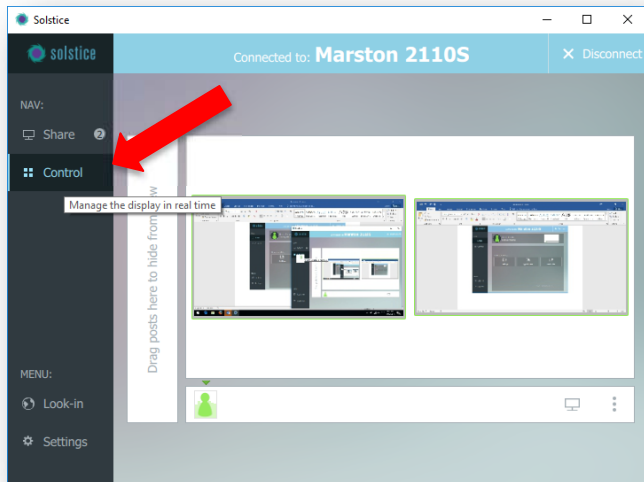 Solstice
solstice
Connected to: Marston 2110S
Disconnect
NAV:
Share 2
Control
Manage the display in real time
Drag posts here to hide from
MENU:
Look-in
Settings